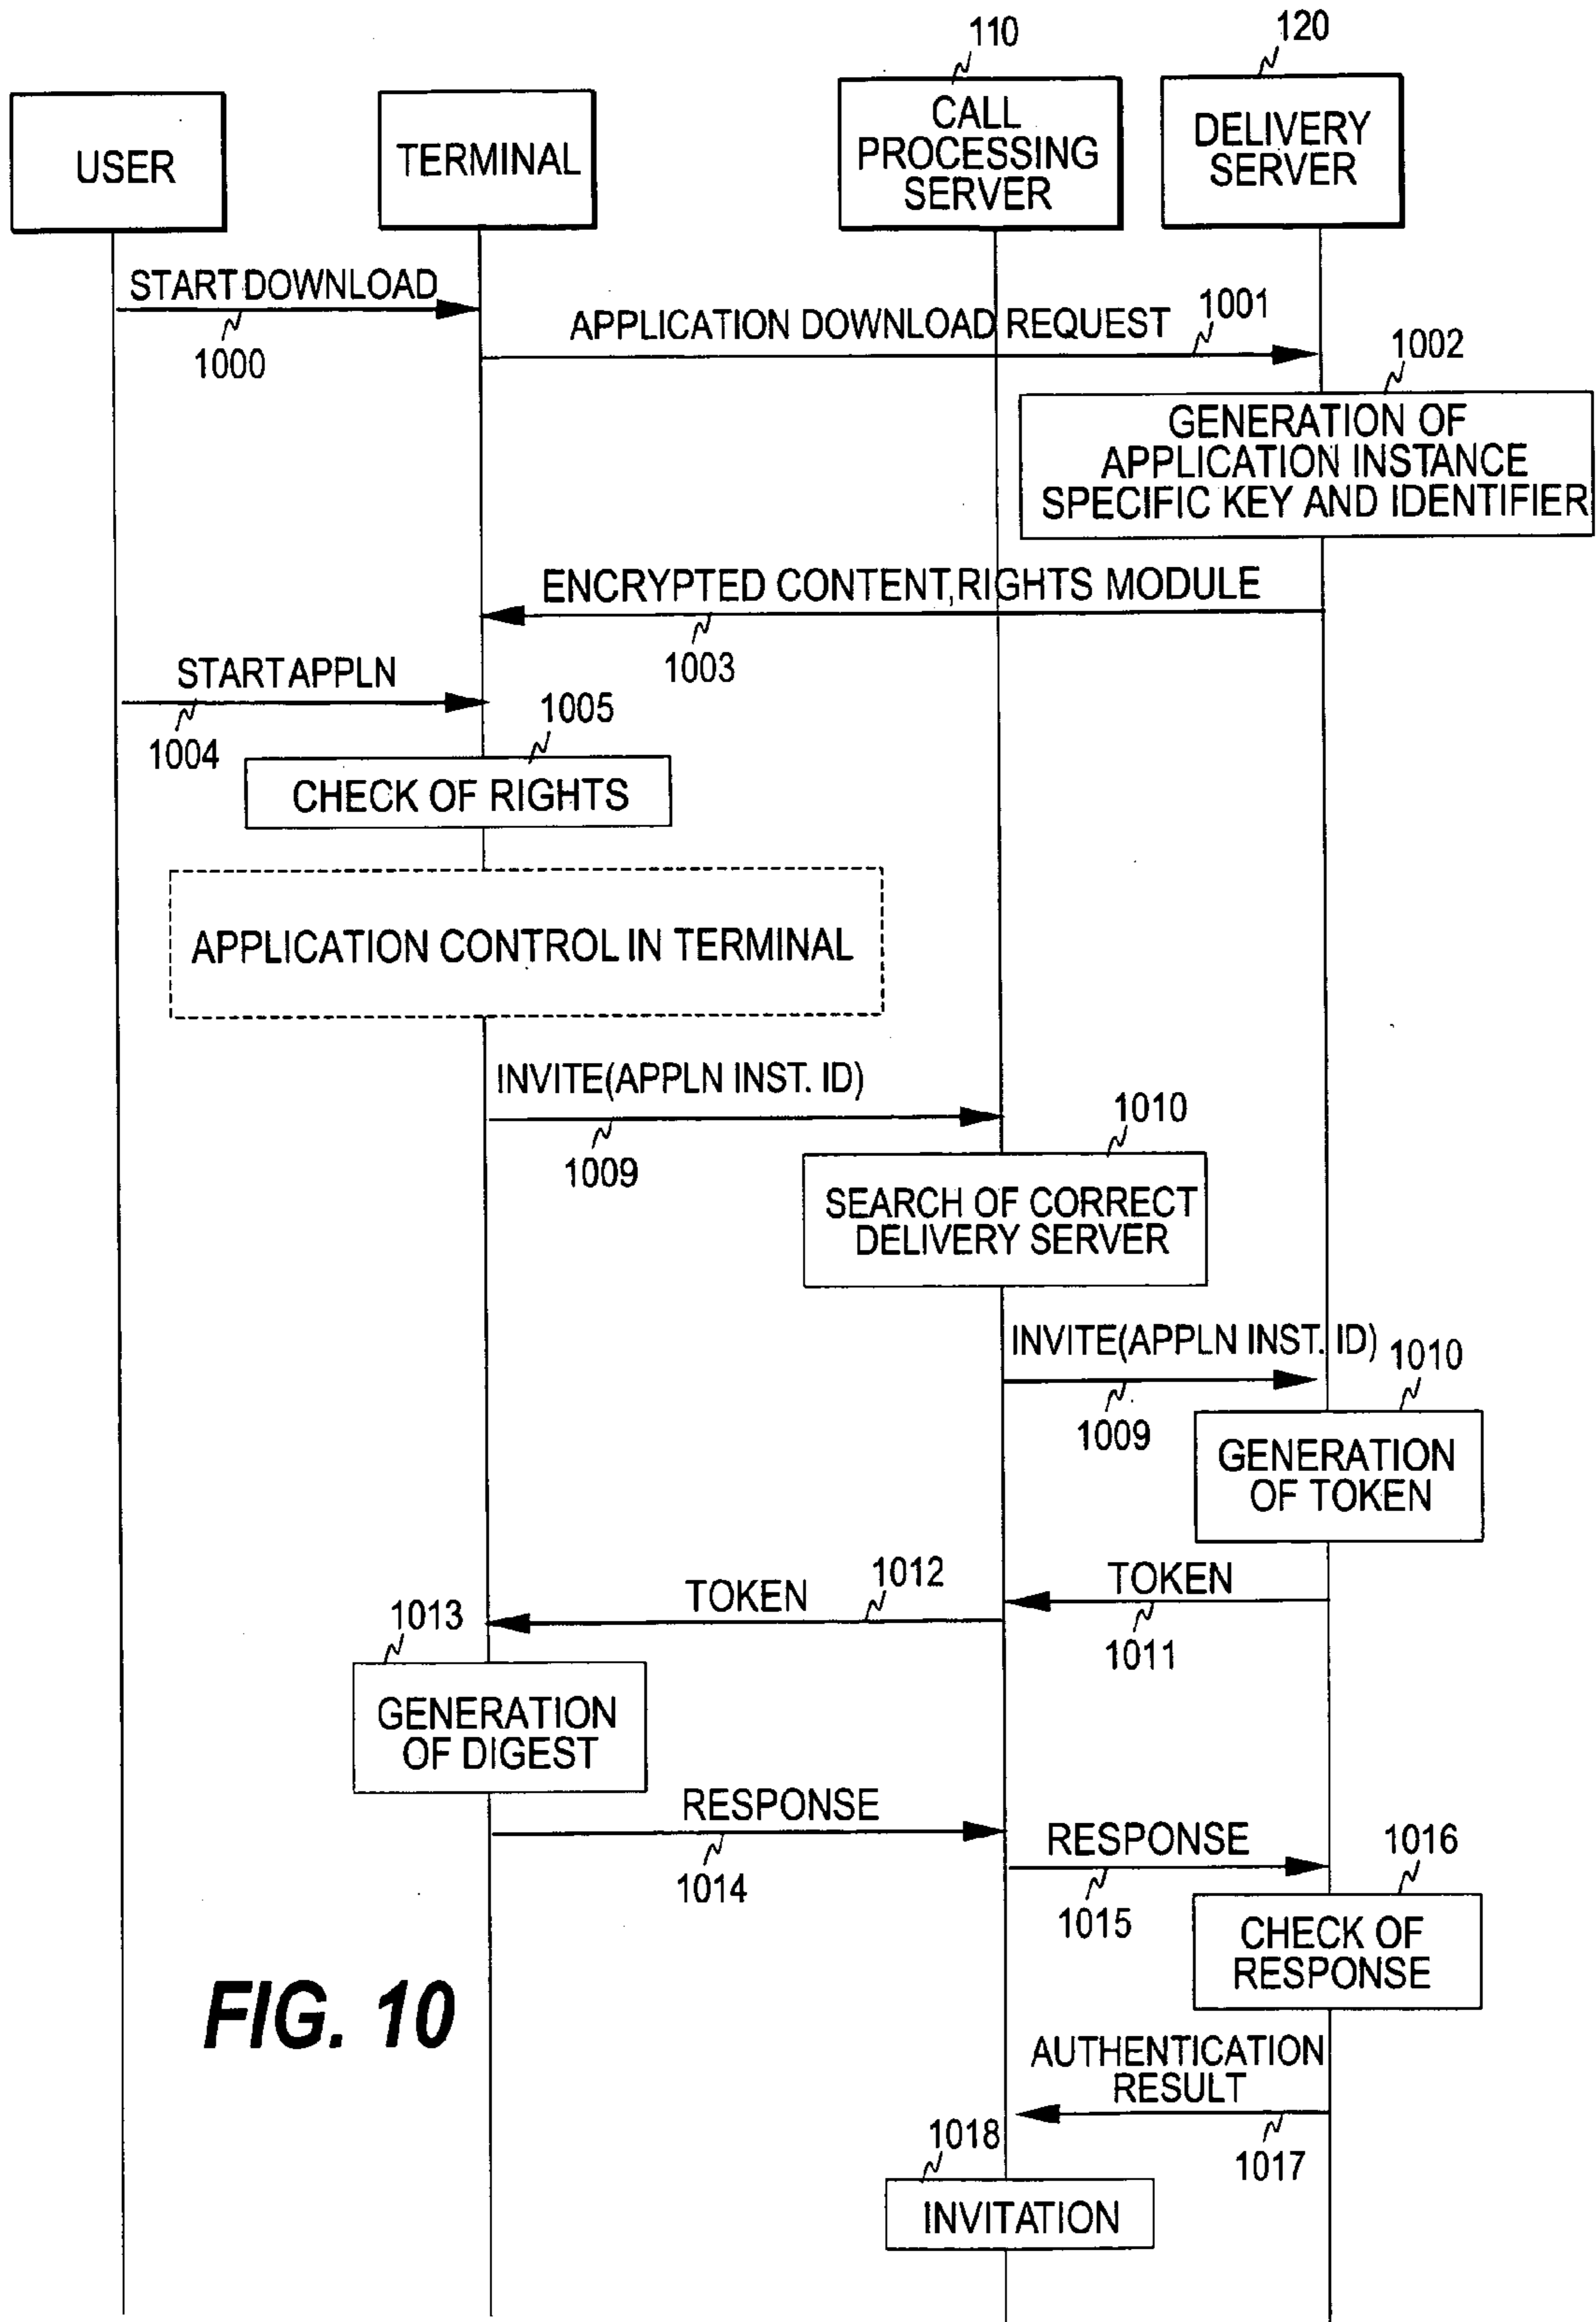 110
120
USER
TERMINAL
CALL
PROCESSING
SERVER
DELIVERY
SERVER
START DOWNLOAD
1000
APPLICATION DOWNLOAD REQUEST
1001
1002
GENERATION OF
APPLICATION INSTANCE
SPECIFIC KEY AND IDENTIFIER
ENCRYPTED CONTENT, RIGHTS MODULE
1003
START APPLN
1004
1005
CHECK OF RIGHTS
APPLICATION CONTROL IN TERMINAL
INVITE(APPLN INST. ID)
1009
1010
SEARCH OF CORRECT
DELIVERY SERVER
INVITE(APPLN INST. ID)
1009
1010
GENERATION
OF TOKEN
TOKEN
1011
TOKEN
1012
1013
GENERATION
OF DIGEST
RESPONSE
1014
RESPONSE
1015
1016
CHECK OF
RESPONSE
FIG. 10
AUTHENTICATION
RESULT
1017
1018
INVITATION